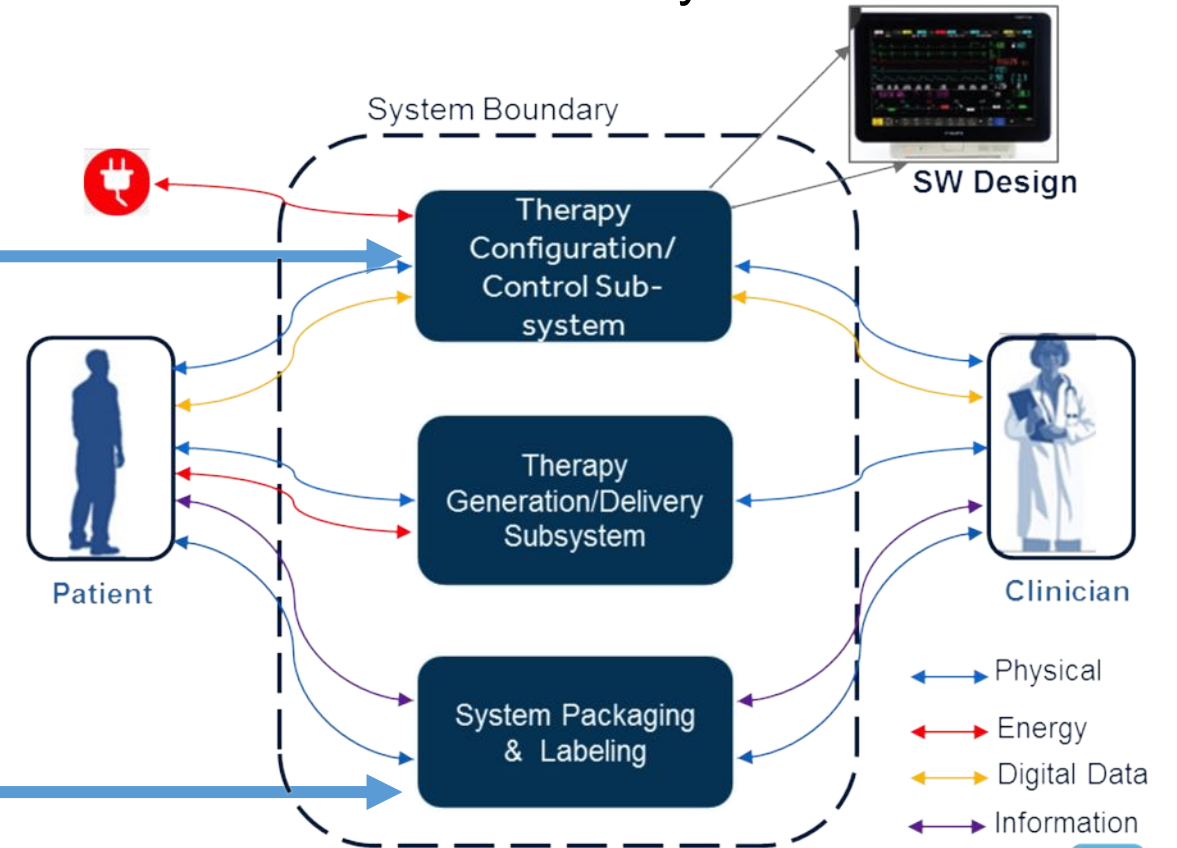 System Boundary
SW Design
Therapy
Configuration/
Control Sub-
system
Therapy
Generation/Delivery
Subsystem
Patient
Clinician
System Packaging
& Labeling
Physical
Energy
Digital Data
Information